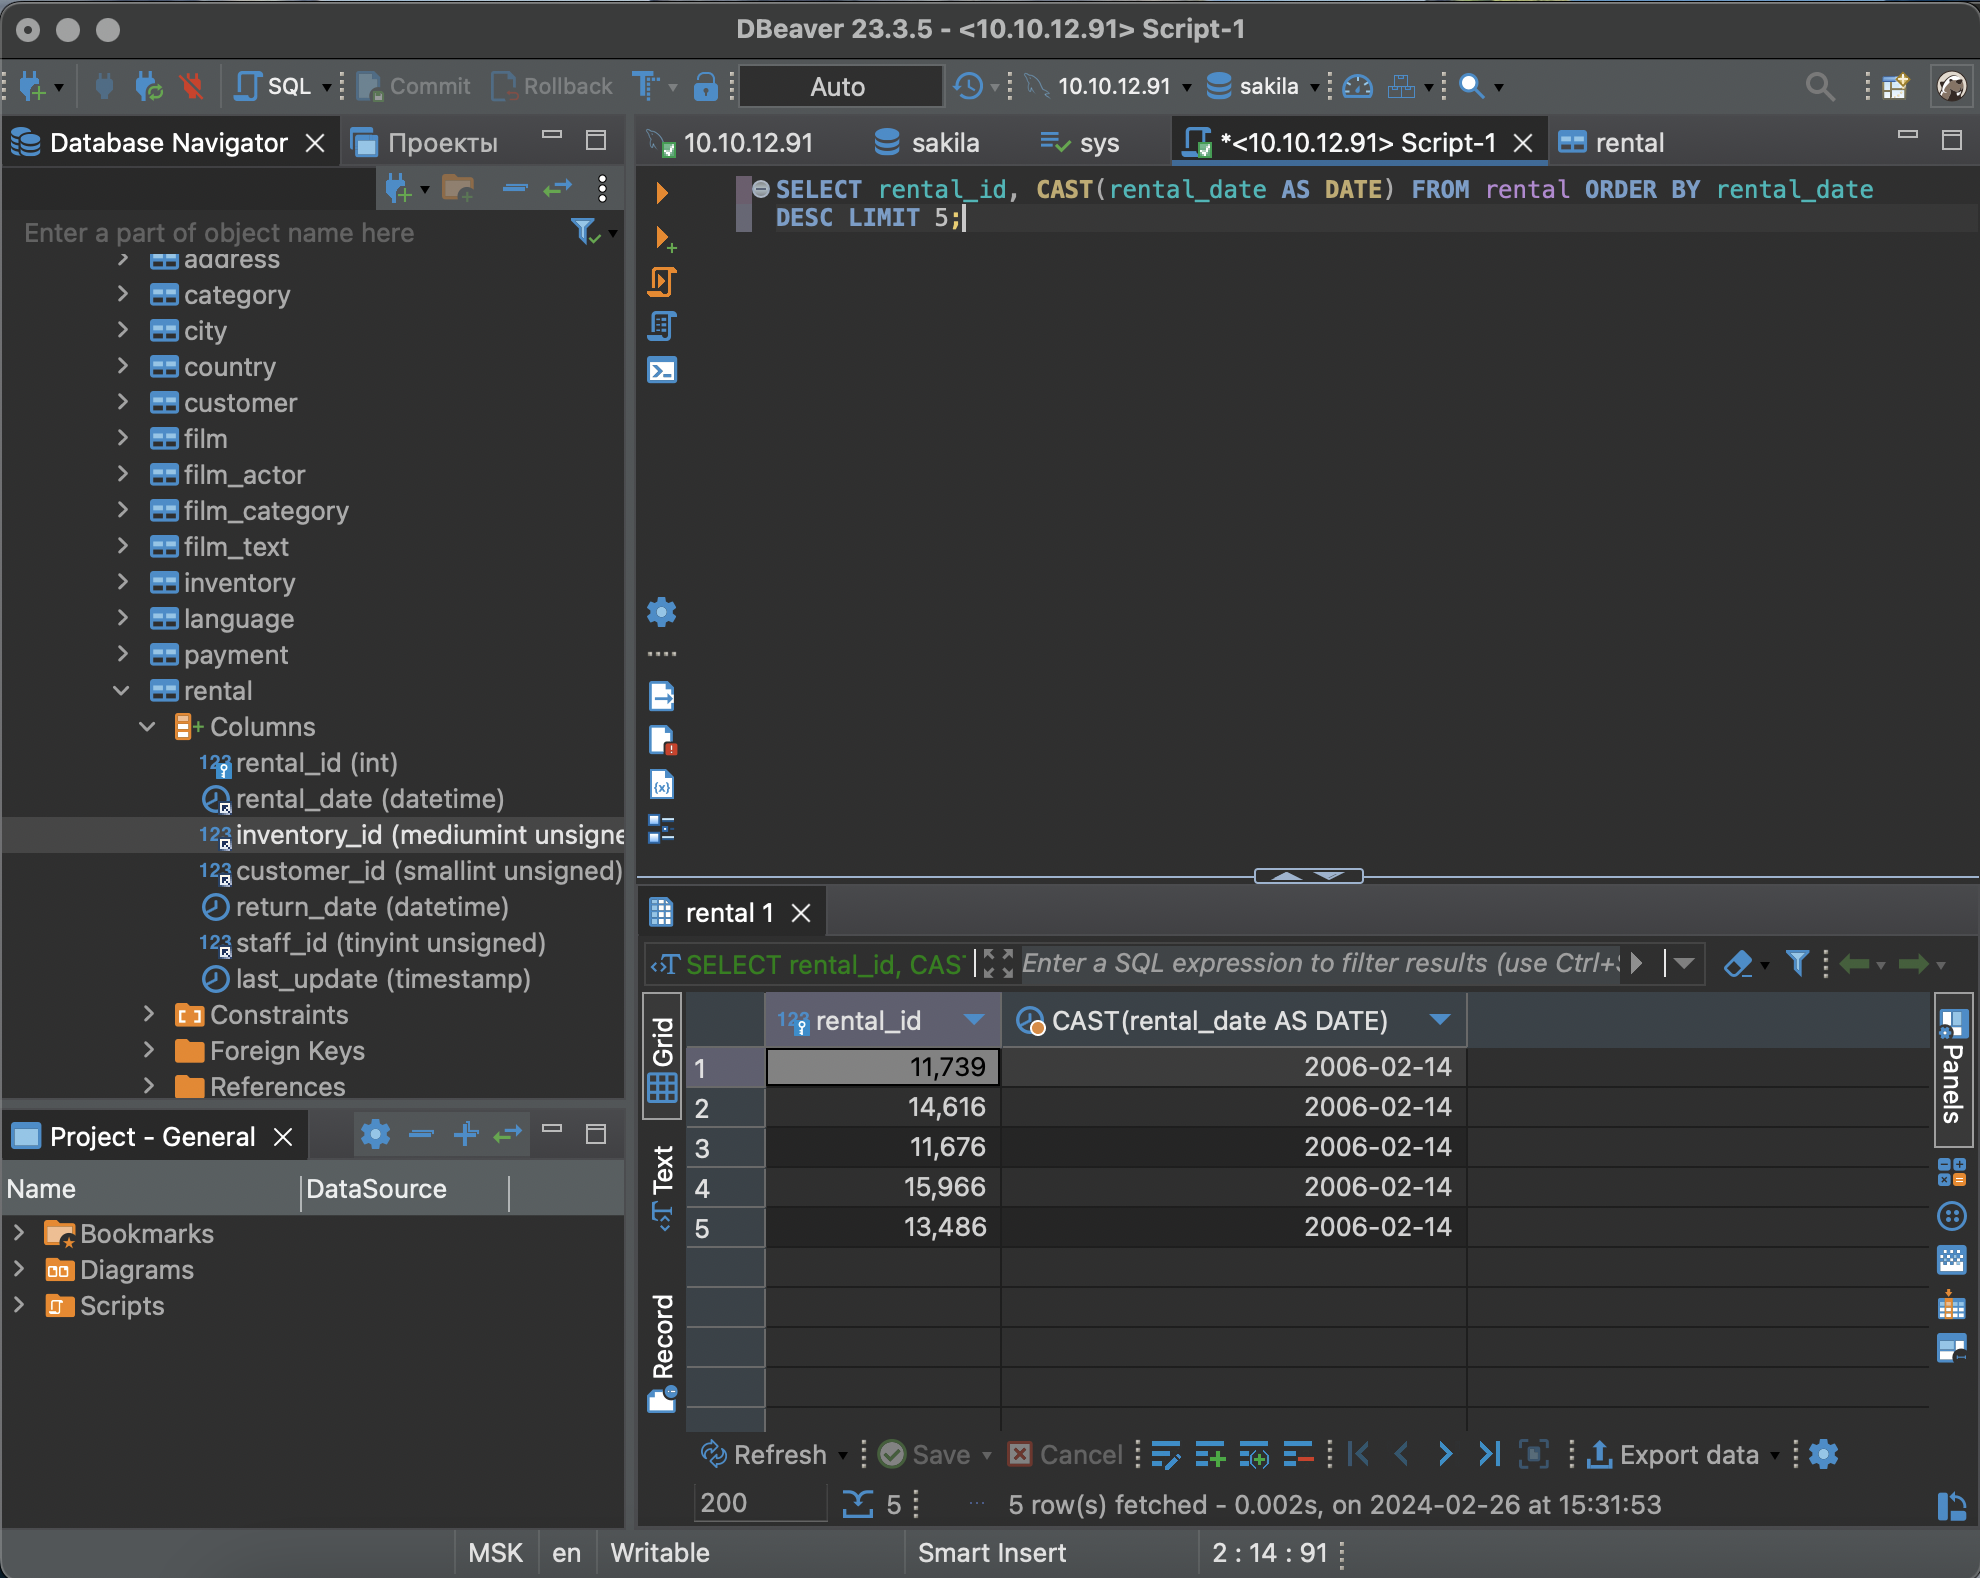 DBeaver 23.3.5 - <10.10.12.91> Script-1
SQL Commit Rollback Auto 10.10.12.91 sakila
Database Navigator Проекты
Enter a part of object name here
address
category
city
country
customer
film
film_actor
film_category
film_text
inventory
language
payment
rental
Columns
rental_id (int)
rental_date (datetime)
inventory_id (mediumint unsigne
customer_id (smallint unsigned)
return_date (datetime)
staff_id (tinyint unsigned)
last_update (timestamp)
Constraints
Foreign Keys
References
Project - General
Name DataSource
Bookmarks
Diagrams
Scripts
10.10.12.91 sakila sys *<10.10.12.91> Script-1 rental
SELECT rental_id, CAST(rental_date AS DATE) FROM rental ORDER BY rental_date
DESC LIMIT 5;
rental 1
SELECT rental_id, CAS Enter a SQL expression to filter results (use Ctrl+S
Grid
Text
Record
Panels
rental_id CAST(rental_date AS DATE)
1 11,739 2006-02-14
2 14,616 2006-02-14
3 11,676 2006-02-14
4 15,966 2006-02-14
5 13,486 2006-02-14
Refresh Save Cancel Export data
200 5 ... 5 row(s) fetched - 0.002s, on 2024-02-26 at 15:31:53
MSK en Writable Smart Insert 2 : 14 : 91